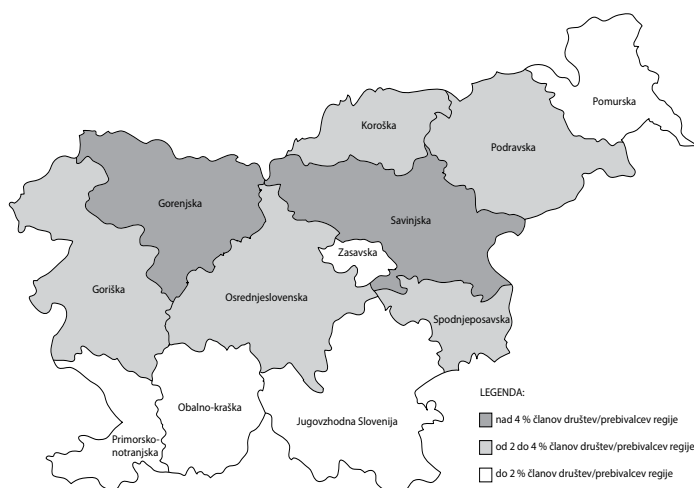 Pomurska
Koroška
Podravska
Gorenjska
Savinjska
Zasavska
Goriška
Osrednjeslovenska
Spodnjeposavska
Obalno-kraška
Jugovzhodna Slovenija
Primorsko-
notranjska
LEGENDA:
nad 4 % članov društev/prebivalcev regije
od 2 do 4 % članov društev/prebivalcev regije
do 2 % članov društev/prebivalcev regije